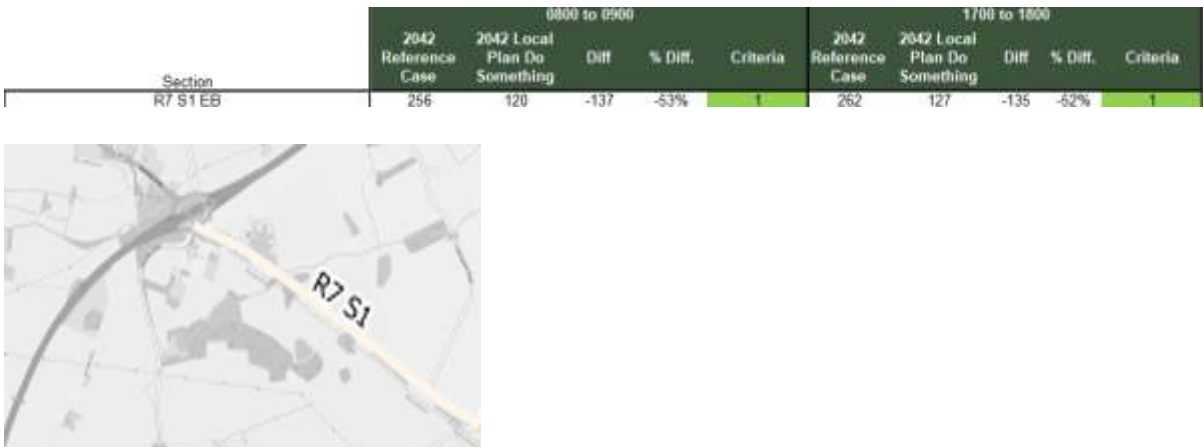 0800 to 0900 1700 to 1800
Section 2042 Reference Case 2042 Local Plan Do Something Diff % Diff. Criteria 2042 Reference Case 2042 Local Plan Do Something Diff % Diff. Criteria
R7 S1 EB 256 120 -137 -53% 1 262 127 -135 -52% 1
R7 S1